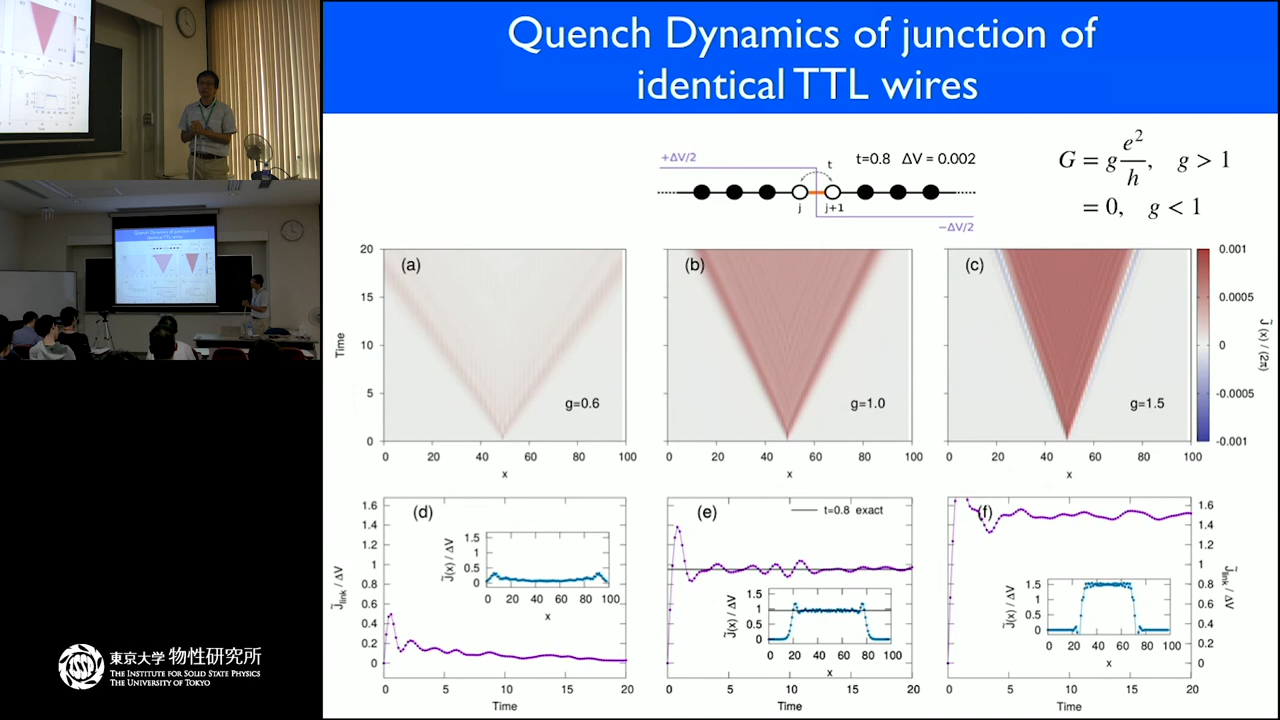 Quench Dynamics of junction of
identical TTL wires
+ΔV/2
t
t=0.8 ΔV = 0.002
j
j+1
−ΔV/2
G = g e²/h, g > 1
= 0, g < 1
(a)
g=0.6
20
15
10
5
0
Time
0 20 40 60 80 100
x
(b)
g=1.0
0 20 40 60 80 100
x
(c)
g=1.5
0 20 40 60 80 100
x
0.001
0.0005
0
-0.0005
-0.001
J̃(x) / (2π)
(d)
1.6
1.4
1.2
1
0.8
0.6
0.4
0.2
0
J̃link / ΔV
1.5
1
0.5
0
J̃(x) / ΔV
0 20 40 60 80 100
x
0 5 10 15 20
Time
(e)
t=0.8 exact
1.5
1
0.5
0
J̃(x) / ΔV
0 20 40 60 80 100
x
0 5 10 15 20
Time
(f)
1.5
1
0.5
0
J̃(x) / ΔV
0 20 40 60 80 100
x
0 5 10 15 20
Time
1.6
1.4
1.2
1
0.8
0.6
0.4
0.2
0
J̃link / ΔV
Quench Dynamics of junction of
identical TTL wires
東京大学 物性研究所
THE INSTITUTE FOR SOLID STATE PHYSICS
THE UNIVERSITY OF TOKYO